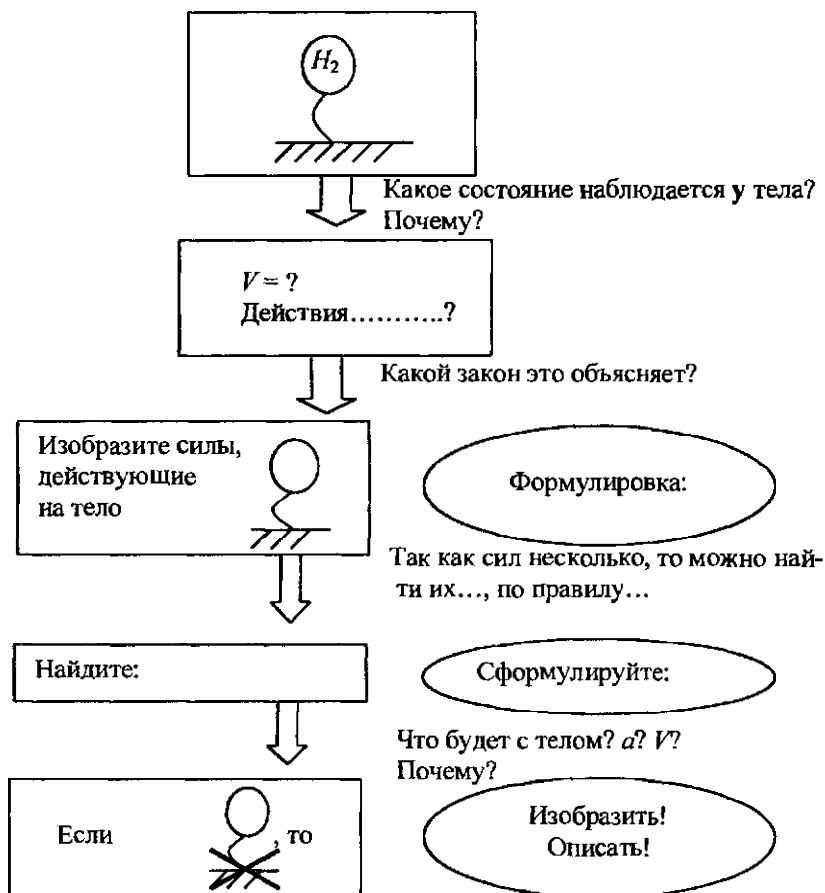 H₂
Какое состояние наблюдается у тела?
Почему?
V = ?
Действия...........?
Какой закон это объясняет?
Изобразите силы,
действующие
на тело
Формулировка:
Так как сил несколько, то можно най-
ти их..., по правилу...
Найдите:
Сформулируйте:
Что будет с телом? a? V?
Почему?
Если , то
Изобразить!
Описать!